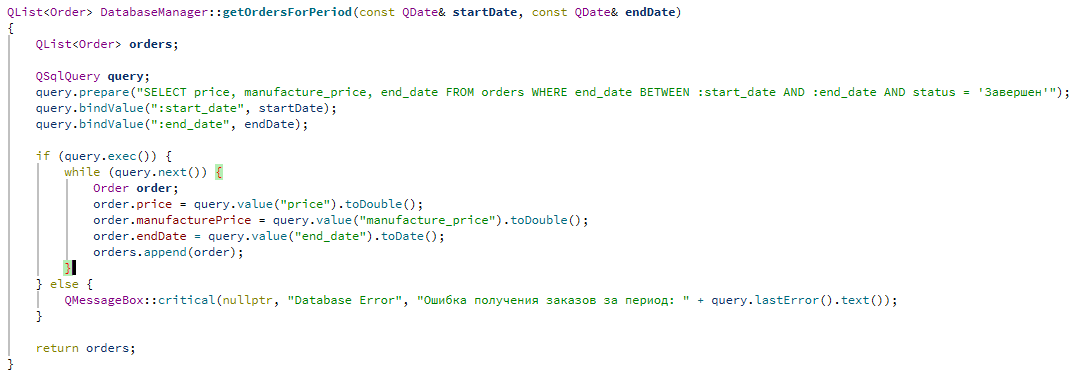 QList<Order> DatabaseManager::getOrdersForPeriod(const QDate& startDate, const QDate& endDate)
{
    QList<Order> orders;

    QSqlQuery query;
    query.prepare("SELECT price, manufacture_price, end_date FROM orders WHERE end_date BETWEEN :start_date AND :end_date AND status = 'Завершен'");
    query.bindValue(":start_date", startDate);
    query.bindValue(":end_date", endDate);

    if (query.exec()) {
        while (query.next()) {
            Order order;
            order.price = query.value("price").toDouble();
            order.manufacturePrice = query.value("manufacture_price").toDouble();
            order.endDate = query.value("end_date").toDate();
            orders.append(order);
        }
    } else {
        QMessageBox::critical(nullptr, "Database Error", "Ошибка получения заказов за период: " + query.lastError().text());
    }

    return orders;
}